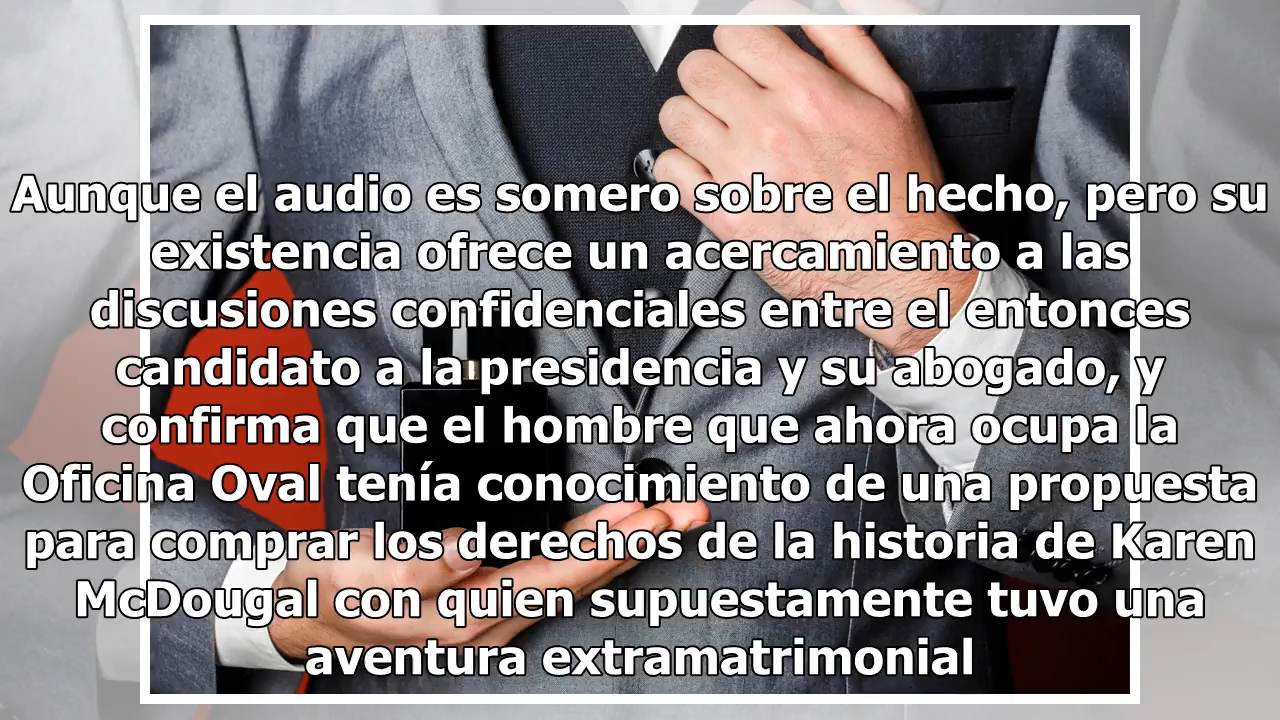 Aunque el audio es somero sobre el hecho, pero su
existencia ofrece un acercamiento a las
discusiones confidenciales entre el entonces
candidato a la presidencia y su abogado, y
confirma que el hombre que ahora ocupa la
Oficina Oval tenía conocimiento de una propuesta
para comprar los derechos de la historia de Karen
McDougal con quien supuestamente tuvo una
aventura extramatrimonial